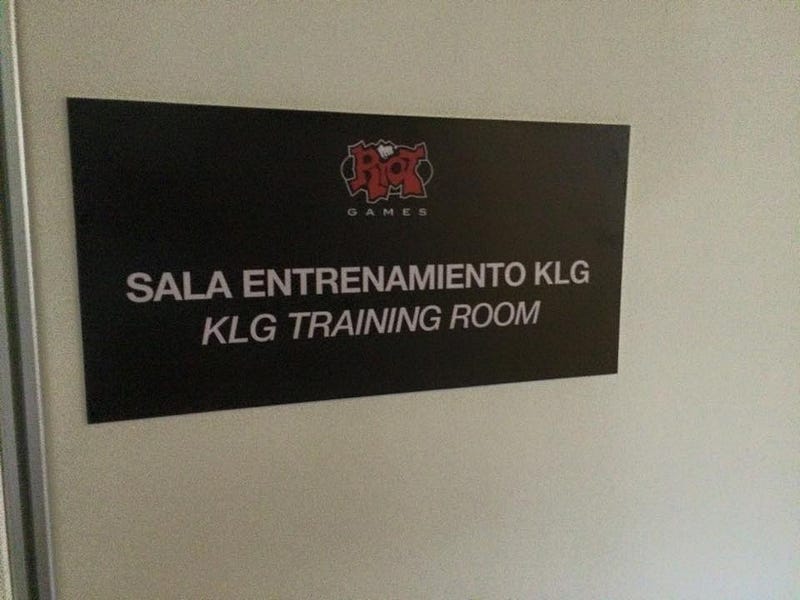 RIOT
GAMES
SALA ENTRENAMIENTO KLG
KLG TRAINING ROOM